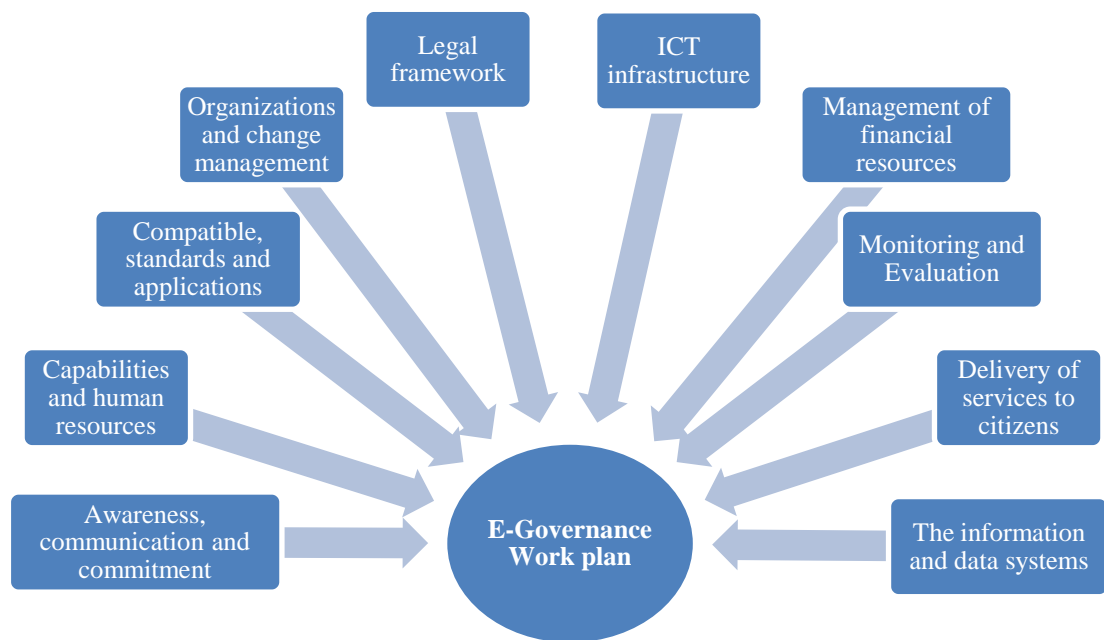 Legal
framework
ICT
infrastructure
Organizations
and change
management
Management of
financial
resources
Compatible,
standards and
applications
Monitoring and
Evaluation
Capabilities
and human
resources
Delivery of
services to
citizens
Awareness,
communication and
commitment
E-Governance
Work plan
The information
and data systems